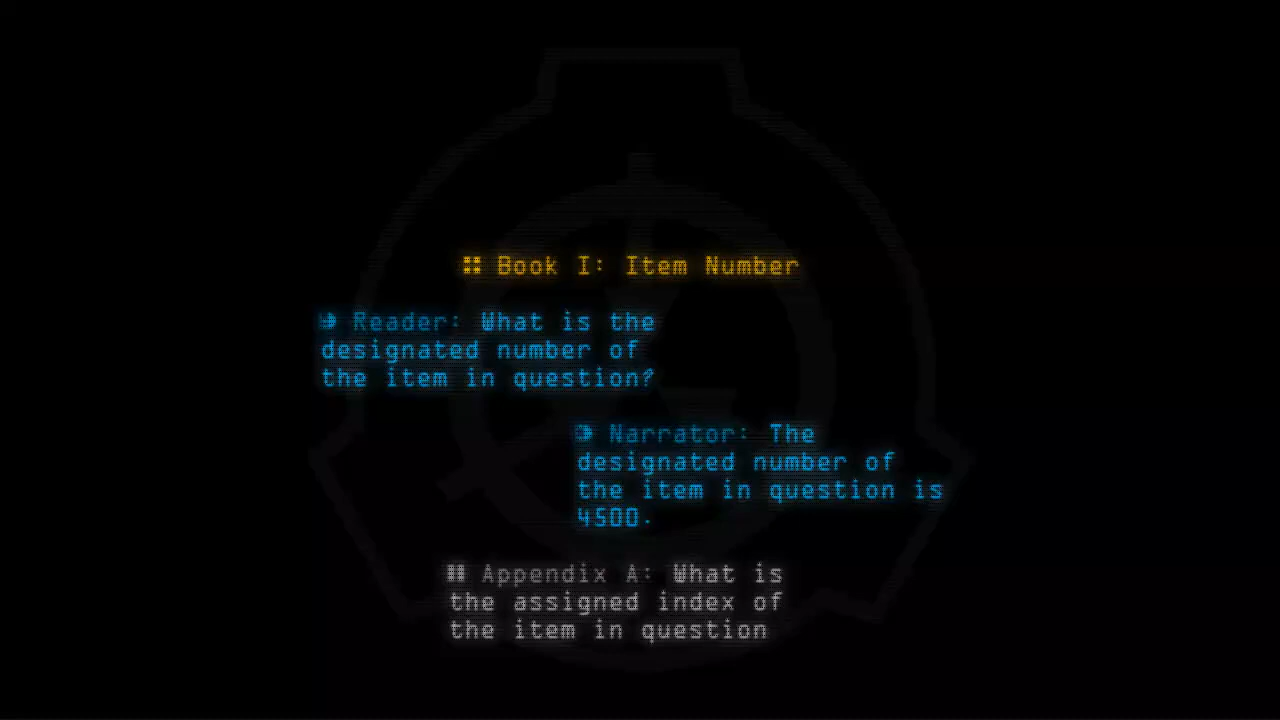 Book I: Item Number
Reader: What is the
designated number of
the item in question?
Narrator: The
designated number of
the item in question is
4500.
Appendix A: What is
the assigned index of
the item in question